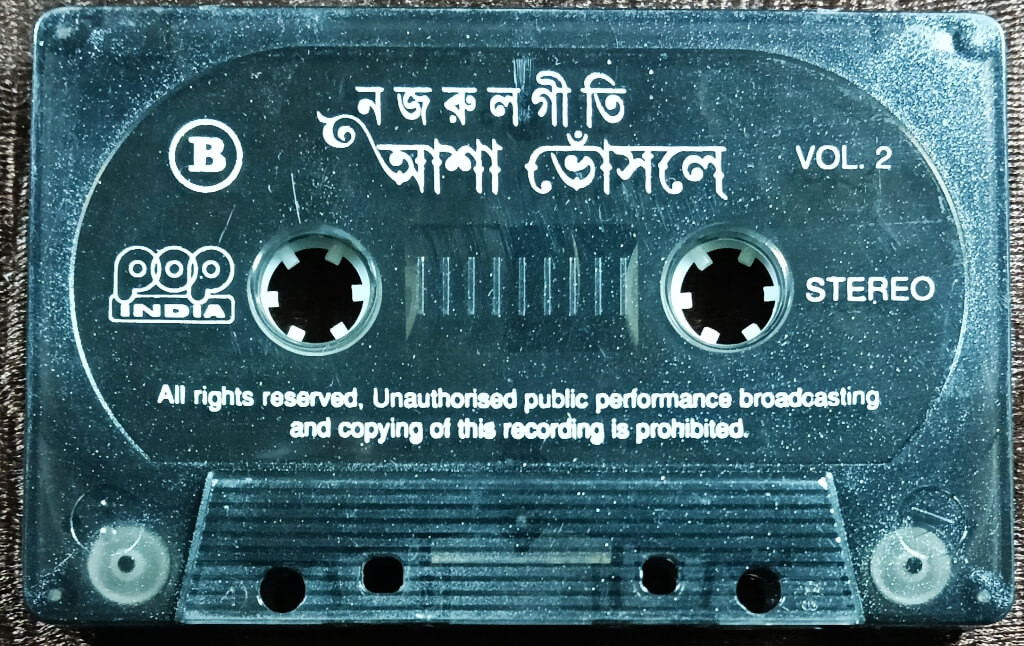 নজরুলগীতি
আশা ভোঁসলে
B
VOL. 2
pop
INDIA
STEREO
All rights reserved. Unauthorised public performance broadcasting
and copying of this recording is prohibited.